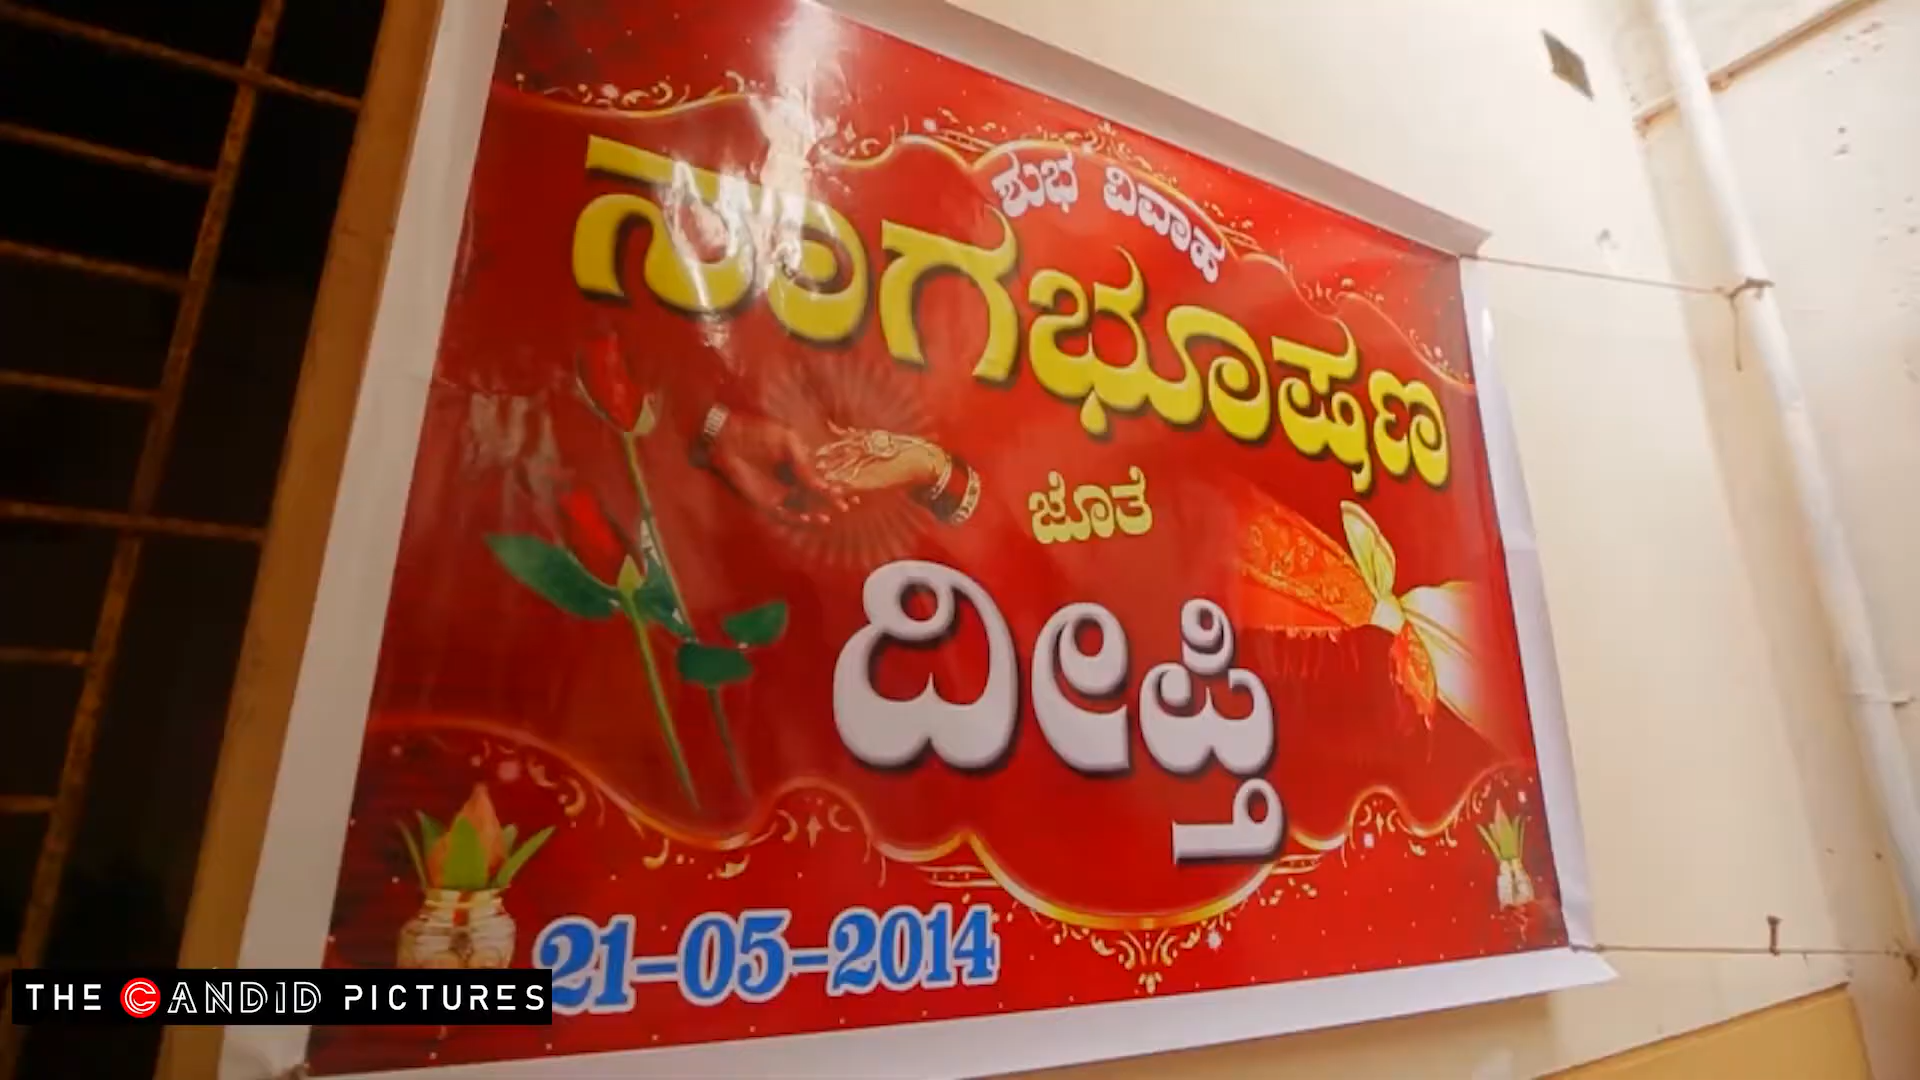 ಶುಭ ವಿವಾಹ
ನಾಗಭೂಷಣ
ಜೊತೆ
ದೀಪ್ತಿ
21-05-2014
THE CANDID PICTURES